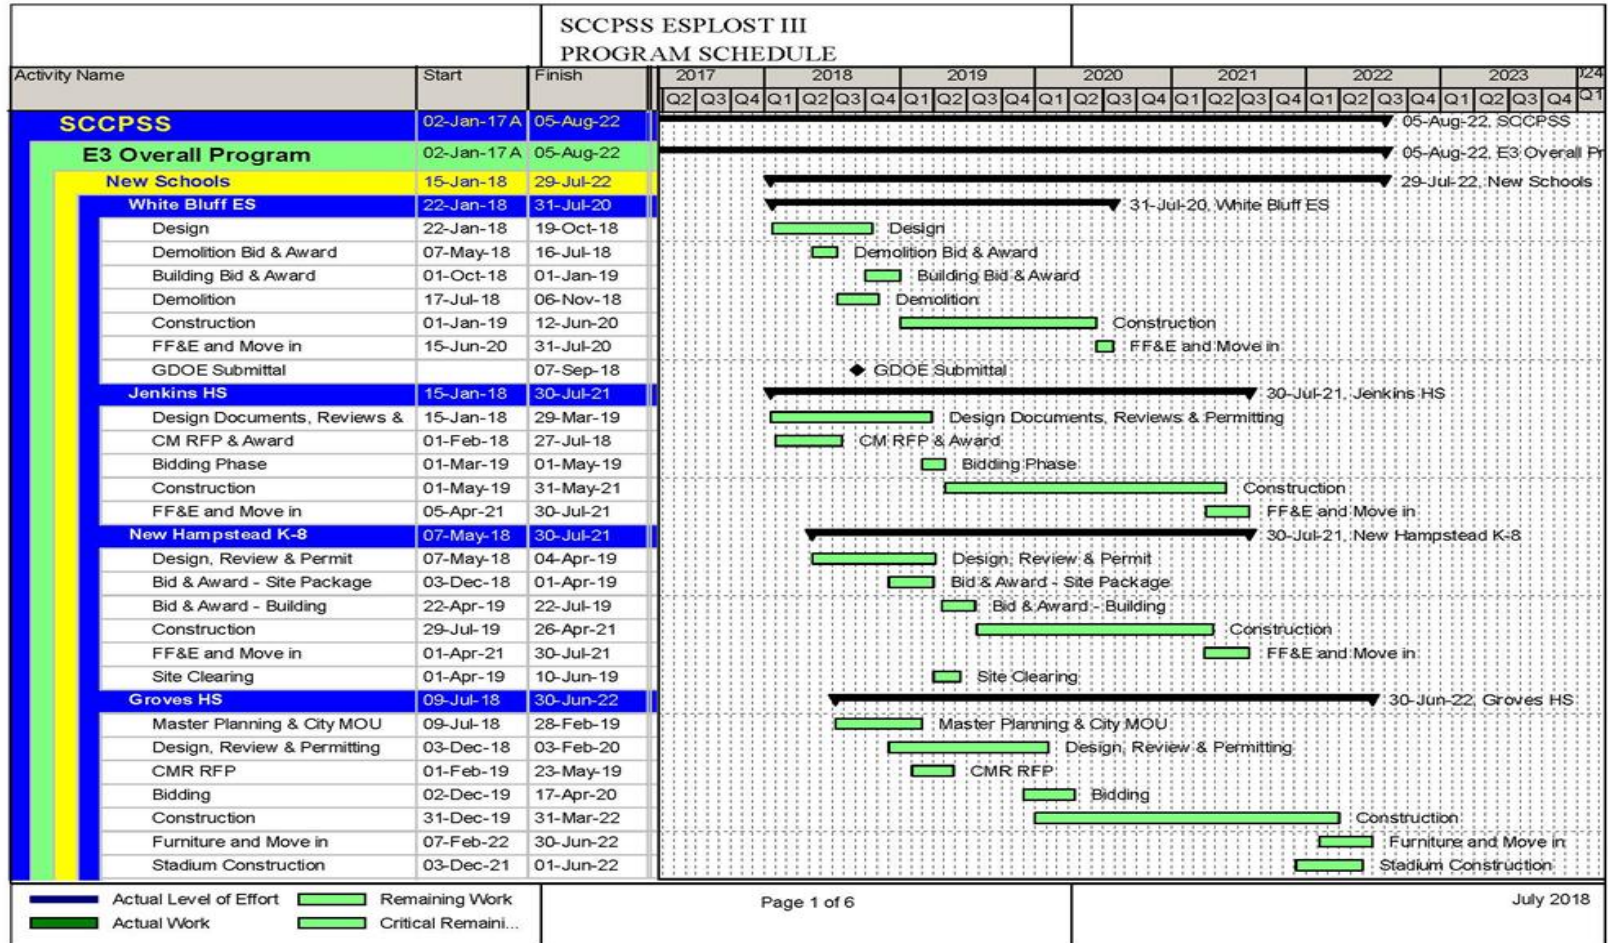 SCCPSS ESPLOST III
PROGRAM SCHEDULE
Activity Name Start Finish 2017 2018 2019 2020 2021 2022 2023 024
Q2 Q3 Q4 Q1 Q2 Q3 Q4 Q1 Q2 Q3 Q4 Q1 Q2 Q3 Q4 Q1 Q2 Q3 Q4 Q1 Q2 Q3 Q4 Q1 Q2 Q3 Q4 Q1
SCCPSS 02-Jan-17 A 05-Aug-22 05-Aug-22, SCCPSS
E3 Overall Program 02-Jan-17 A 05-Aug-22 05-Aug-22, E3 Overall Pr
New Schools 15-Jan-18 29-Jul-22 29-Jul-22, New Schools
White Bluff ES 22-Jan-18 31-Jul-20 31-Jul-20, White Bluff ES
Design 22-Jan-18 19-Oct-18 Design
Demolition Bid & Award 07-May-18 16-Jul-18 Demolition Bid & Award
Building Bid & Award 01-Oct-18 01-Jan-19 Building Bid & Award
Demolition 17-Jul-18 06-Nov-18 Demolition
Construction 01-Jan-19 12-Jun-20 Construction
FF&E and Move in 15-Jun-20 31-Jul-20 FF&E and Move in
GDOE Submittal 07-Sep-18 GDOE Submittal
Jenkins HS 15-Jan-18 30-Jul-21 30-Jul-21, Jenkins HS
Design Documents, Reviews & 15-Jan-18 29-Mar-19 Design Documents, Reviews & Permitting
CM RFP & Award 01-Feb-18 27-Jul-18 CM RFP & Award
Bidding Phase 01-Mar-19 01-May-19 Bidding Phase
Construction 01-May-19 31-May-21 Construction
FF&E and Move in 05-Apr-21 30-Jul-21 FF&E and Move in
New Hampstead K-8 07-May-18 30-Jul-21 30-Jul-21, New Hampstead K-8
Design, Review & Permit 07-May-18 04-Apr-19 Design, Review & Permit
Bid & Award - Site Package 03-Dec-18 01-Apr-19 Bid & Award - Site Package
Bid & Award - Building 22-Apr-19 22-Jul-19 Bid & Award - Building
Construction 29-Jul-19 26-Apr-21 Construction
FF&E and Move in 01-Apr-21 30-Jul-21 FF&E and Move in
Site Clearing 01-Apr-19 10-Jun-19 Site Clearing
Groves HS 09-Jul-18 30-Jun-22 30-Jun-22, Groves HS
Master Planning & City MOU 09-Jul-18 28-Feb-19 Master Planning & City MOU
Design, Review & Permitting 03-Dec-18 03-Feb-20 Design, Review & Permitting
CMR RFP 01-Feb-19 23-May-19 CMR RFP
Bidding 02-Dec-19 17-Apr-20 Bidding
Construction 31-Dec-19 31-Mar-22 Construction
Furniture and Move in 07-Feb-22 30-Jun-22 Furniture and Move in
Stadium Construction 03-Dec-21 01-Jun-22 Stadium Construction
Actual Level of Effort Remaining Work Page 1 of 6 July 2018
Actual Work Critical Remaini...